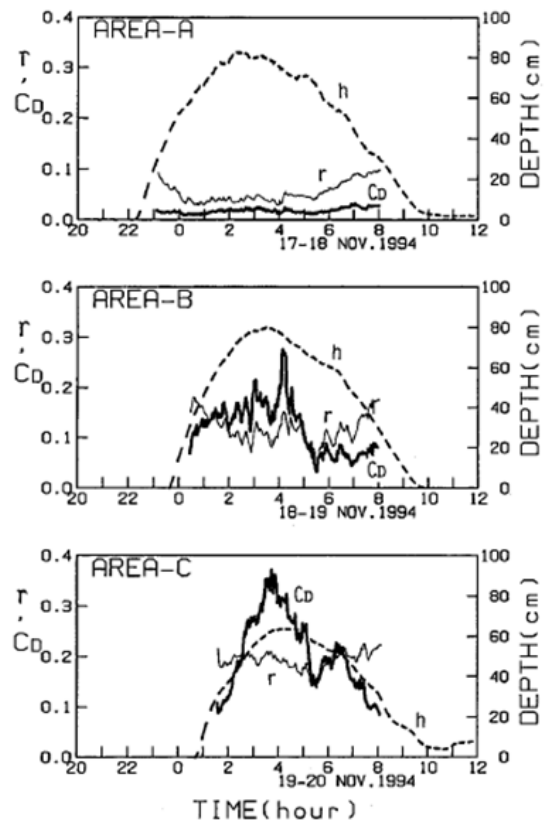 AREA-A
0.4 100
r, CD
0.3 80
0.2 60
0.1 40
0.0 20
0
h
r
CD
DEPTH(cm)
20 22 0 2 4 6 8 10 12
17-18 NOV.1994
AREA-B
0.4 100
r, CD
0.3 80
0.2 60
0.1 40
0.0 20
0
h
r
r
CD
DEPTH(cm)
20 22 0 2 4 6 8 10 12
18-19 NOV.1994
AREA-C
0.4 100
r, CD
0.3 80
0.2 60
0.1 40
0.0 20
0
CD
r
h
DEPTH(cm)
20 22 0 2 4 6 8 10 12
19-20 NOV.1994
TIME(hour)